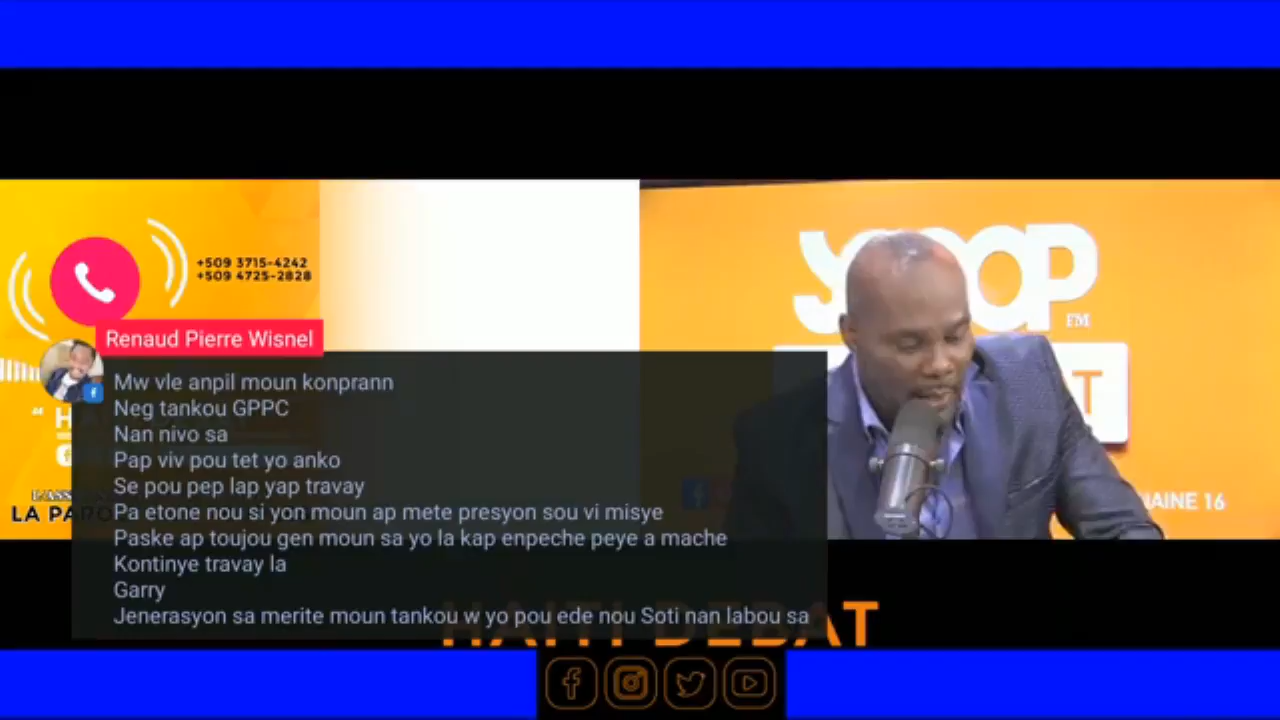 +509 3715-4242
+509 4725-2828
SCOOP
FM
Renaud Pierre Wisnel
Mw vle anpil moun konprann
Neg tankou GPPC
Nan nivo sa
Pap viv pou tet yo anko
Se pou pep lap yap travay
Pa etone nou si yon moun ap mete presyon sou vi misye
Paske ap toujou gen moun sa yo la kap enpeche peye a mache
Kontinye travay la
Garry
Jenerasyon sa merite moun tankou w yo pou ede nou Soti nan labou sa
HAITI DEBAT